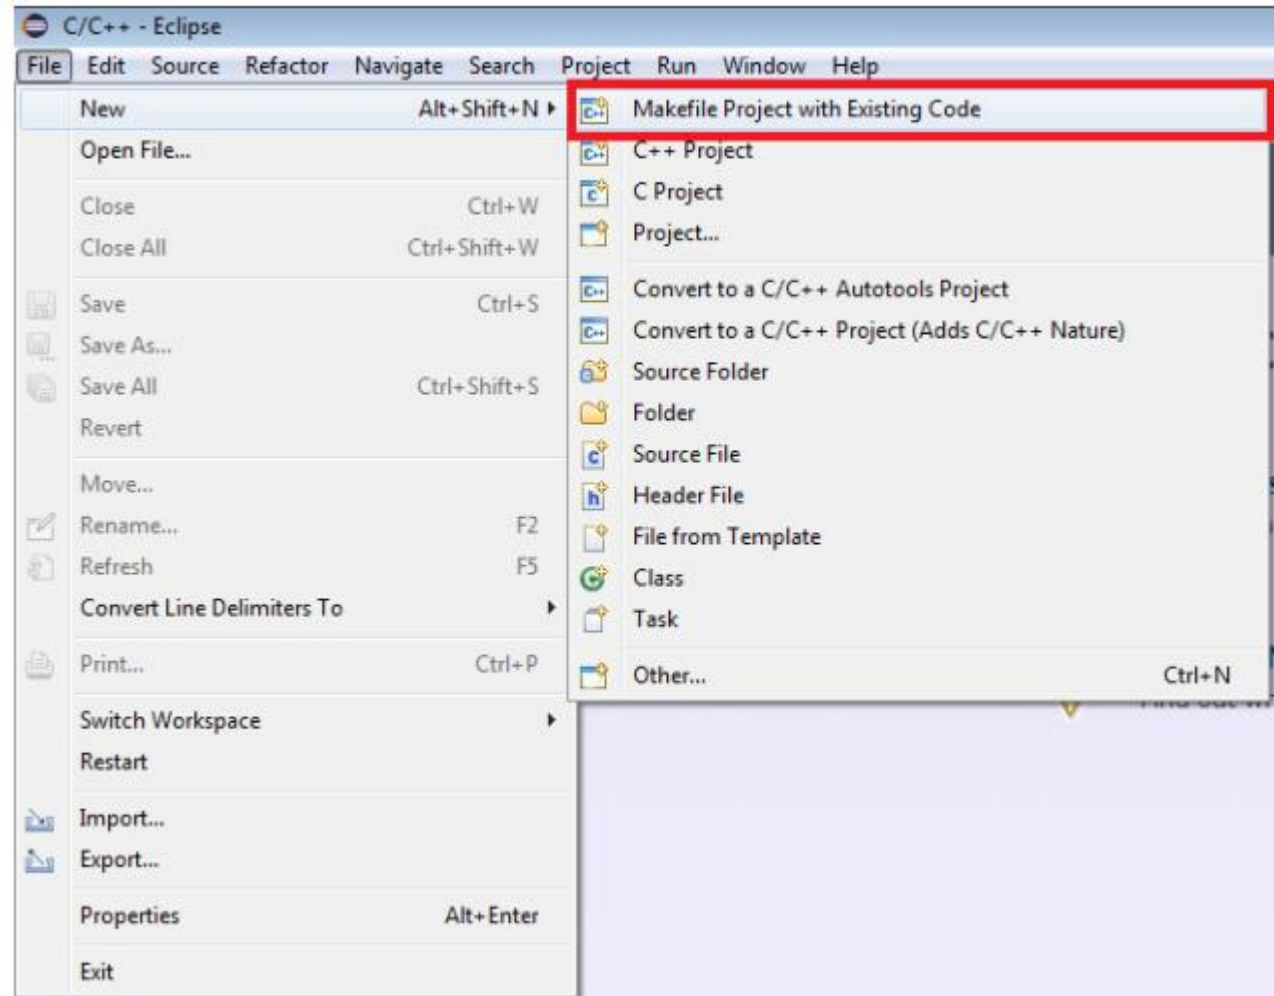 C/C++ - Eclipse
File Edit Source Refactor Navigate Search Project Run Window Help
New Alt+Shift+N
Open File...
Close Ctrl+W
Close All Ctrl+Shift+W
Save Ctrl+S
Save As...
Save All Ctrl+Shift+S
Revert
Move...
Rename... F2
Refresh F5
Convert Line Delimiters To
Print... Ctrl+P
Switch Workspace
Restart
Import...
Export...
Properties Alt+Enter
Exit
Makefile Project with Existing Code
C++ Project
C Project
Project...
Convert to a C/C++ Autotools Project
Convert to a C/C++ Project (Adds C/C++ Nature)
Source Folder
Folder
Source File
Header File
File from Template
Class
Task
Other... Ctrl+N